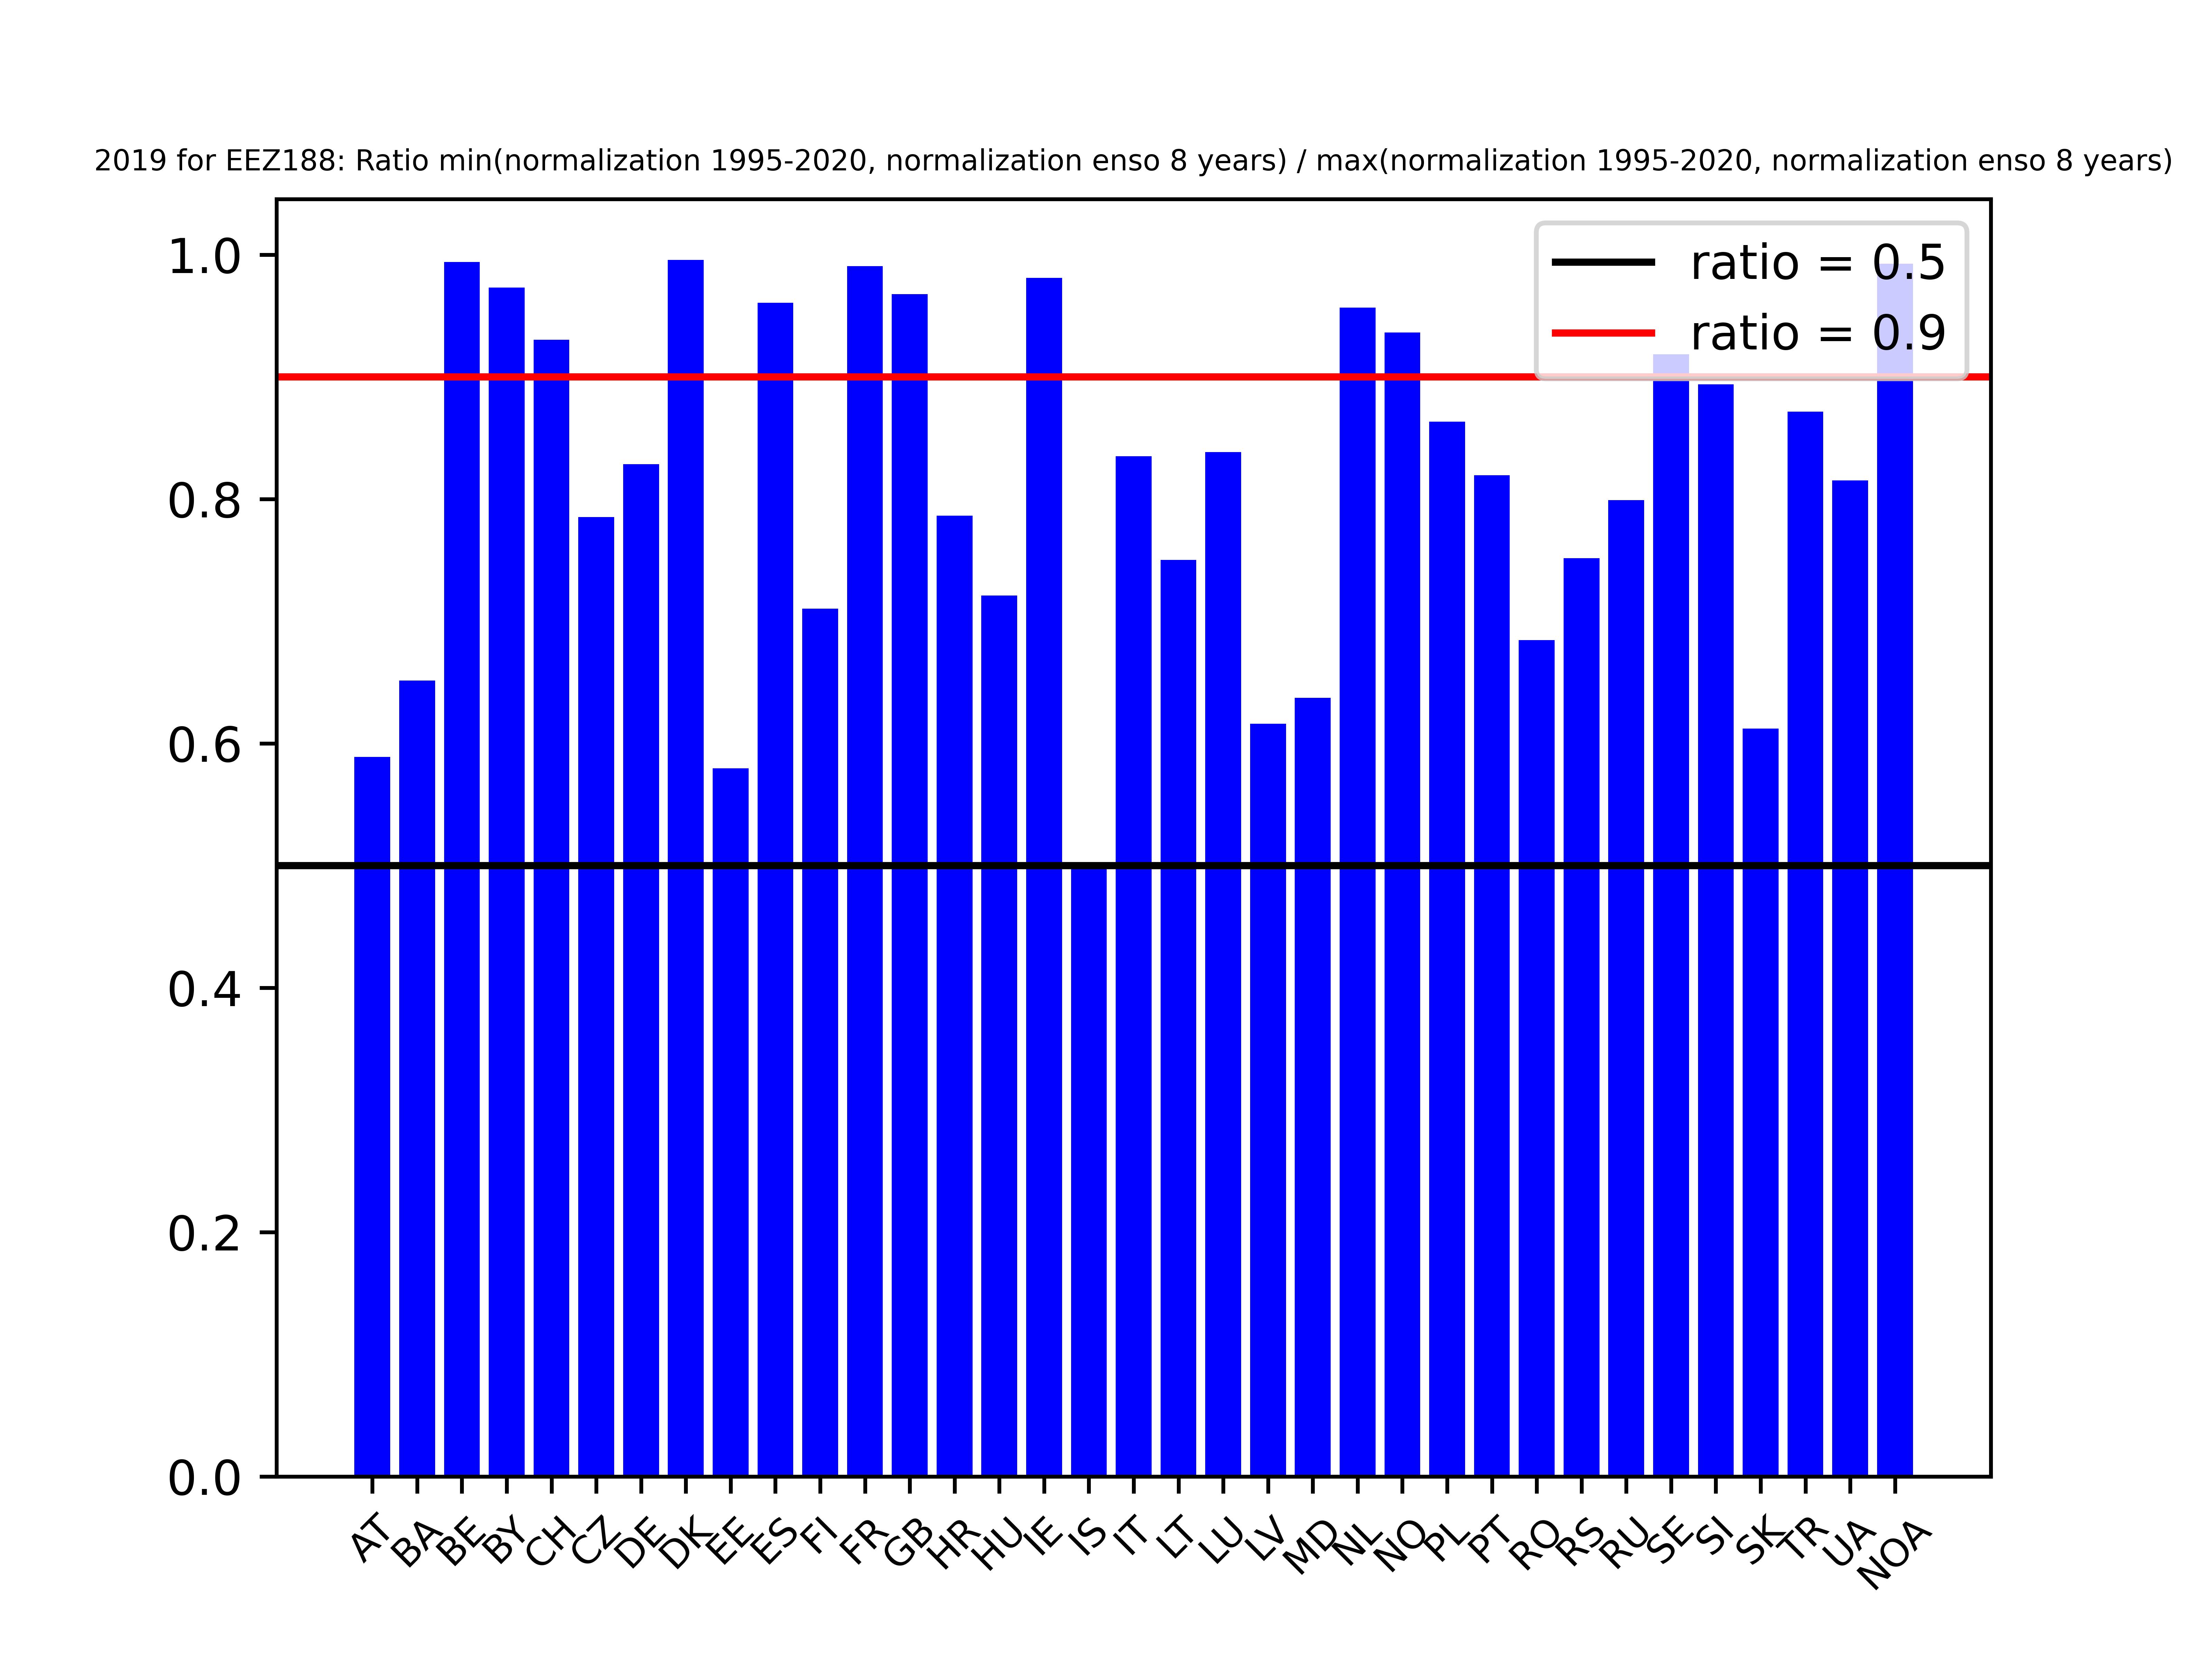 2019 for EEZ188: Ratio min(normalization 1995-2020, normalization enso 8 years) / max(normalization 1995-2020, normalization enso 8 years)
ratio = 0.5
ratio = 0.9
1.0
0.8
0.6
0.4
0.2
0.0
AT BA BE BY CH CZ DE DK EE ES FI FR GB HR HU IE IS IT LT LU LV MD NL NO PL PT RO RS RU SE SI SK TR UA NOA